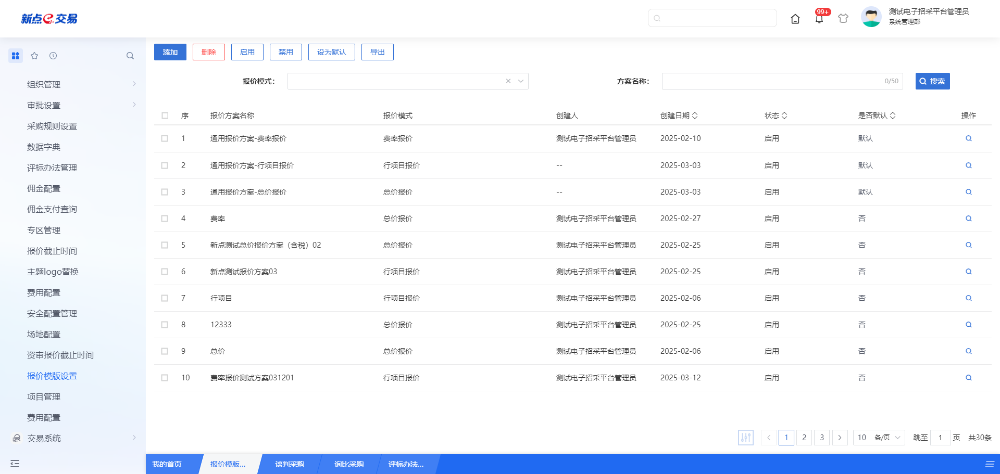 新点e交易
99+
测试电子招采平台管理员
系统管理部
组织管理
审批设置
采购规则设置
数据字典
评标办法管理
佣金配置
佣金支付查询
专区管理
报价截止时间
主题logo替换
费用配置
安全配置管理
场地配置
资审报价截止时间
报价模版设置
项目管理
费用配置
交易系统
添加 删除 启用 禁用 设为默认 导出
报价模式： 方案名称： 0/50 搜索
序 报价方案名称 报价模式 创建人 创建日期 状态 是否默认 操作
1 通用报价方案-费率报价 费率报价 测试电子招采平台管理员 2025-02-10 启用 默认
2 通用报价方案-行项目报价 行项目报价 -- 2025-03-03 启用 默认
3 通用报价方案-总价报价 总价报价 -- 2025-03-03 启用 默认
4 费率 总价报价 测试电子招采平台管理员 2025-02-27 启用 否
5 新点测试总价报价方案（含税）02 总价报价 测试电子招采平台管理员 2025-02-25 启用 否
6 新点测试报价方案03 行项目报价 测试电子招采平台管理员 2025-02-25 启用 否
7 行项目 行项目报价 测试电子招采平台管理员 2025-02-06 启用 否
8 12333 总价报价 测试电子招采平台管理员 2025-02-25 启用 否
9 总价 总价报价 测试电子招采平台管理员 2025-02-06 启用 否
10 费率报价测试方案031201 行项目报价 测试电子招采平台管理员 2025-03-12 启用 否
1 2 3 10 条/页 跳至 1 页 共30条
我的首页 报价模版... 谈判采购 询比采购 评标办法...